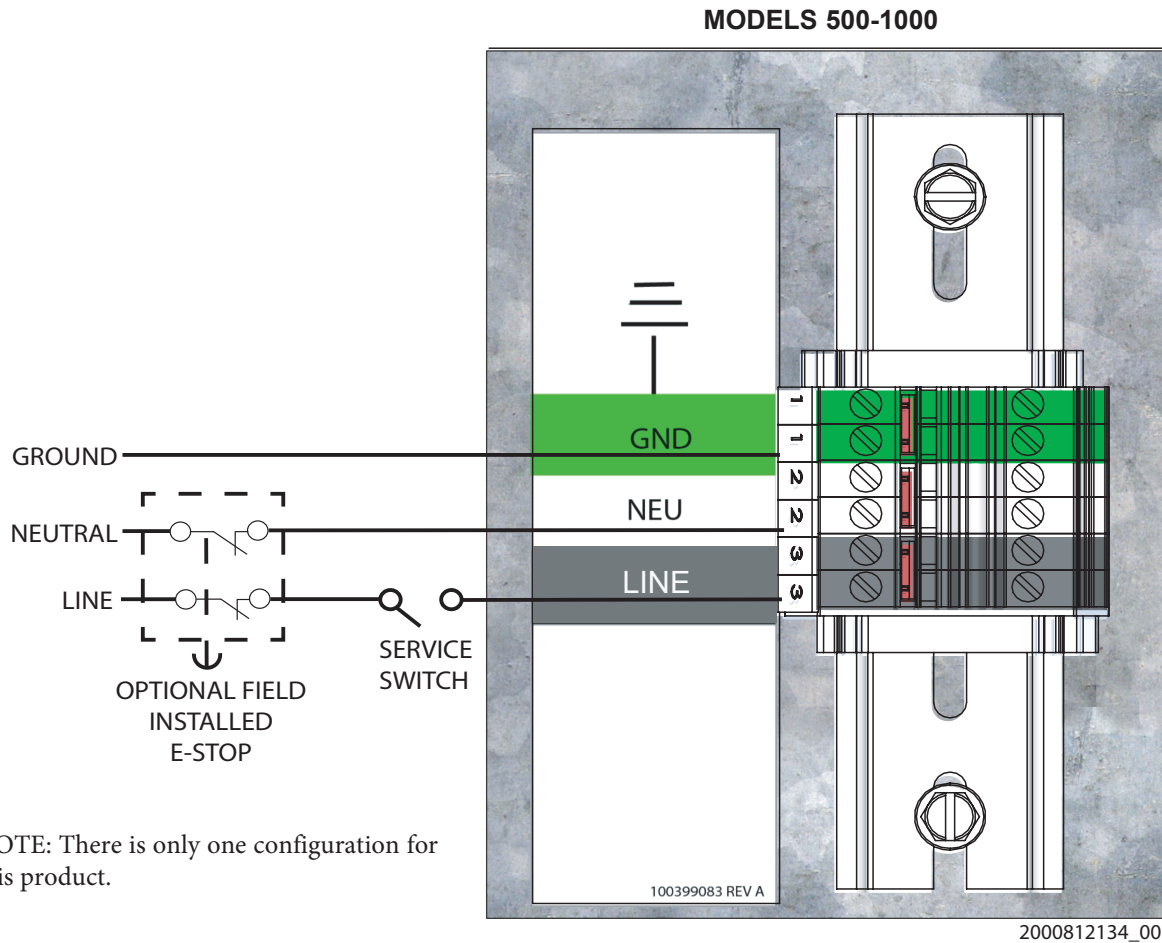 MODELS 500-1000
GND
1
1
GROUND
NEU
2
2
NEUTRAL
LINE
3
3
LINE
SERVICE
SWITCH
OPTIONAL FIELD
INSTALLED
E-STOP
OTE: There is only one configuration for
is product.
100399083 REV A
2000812134_00